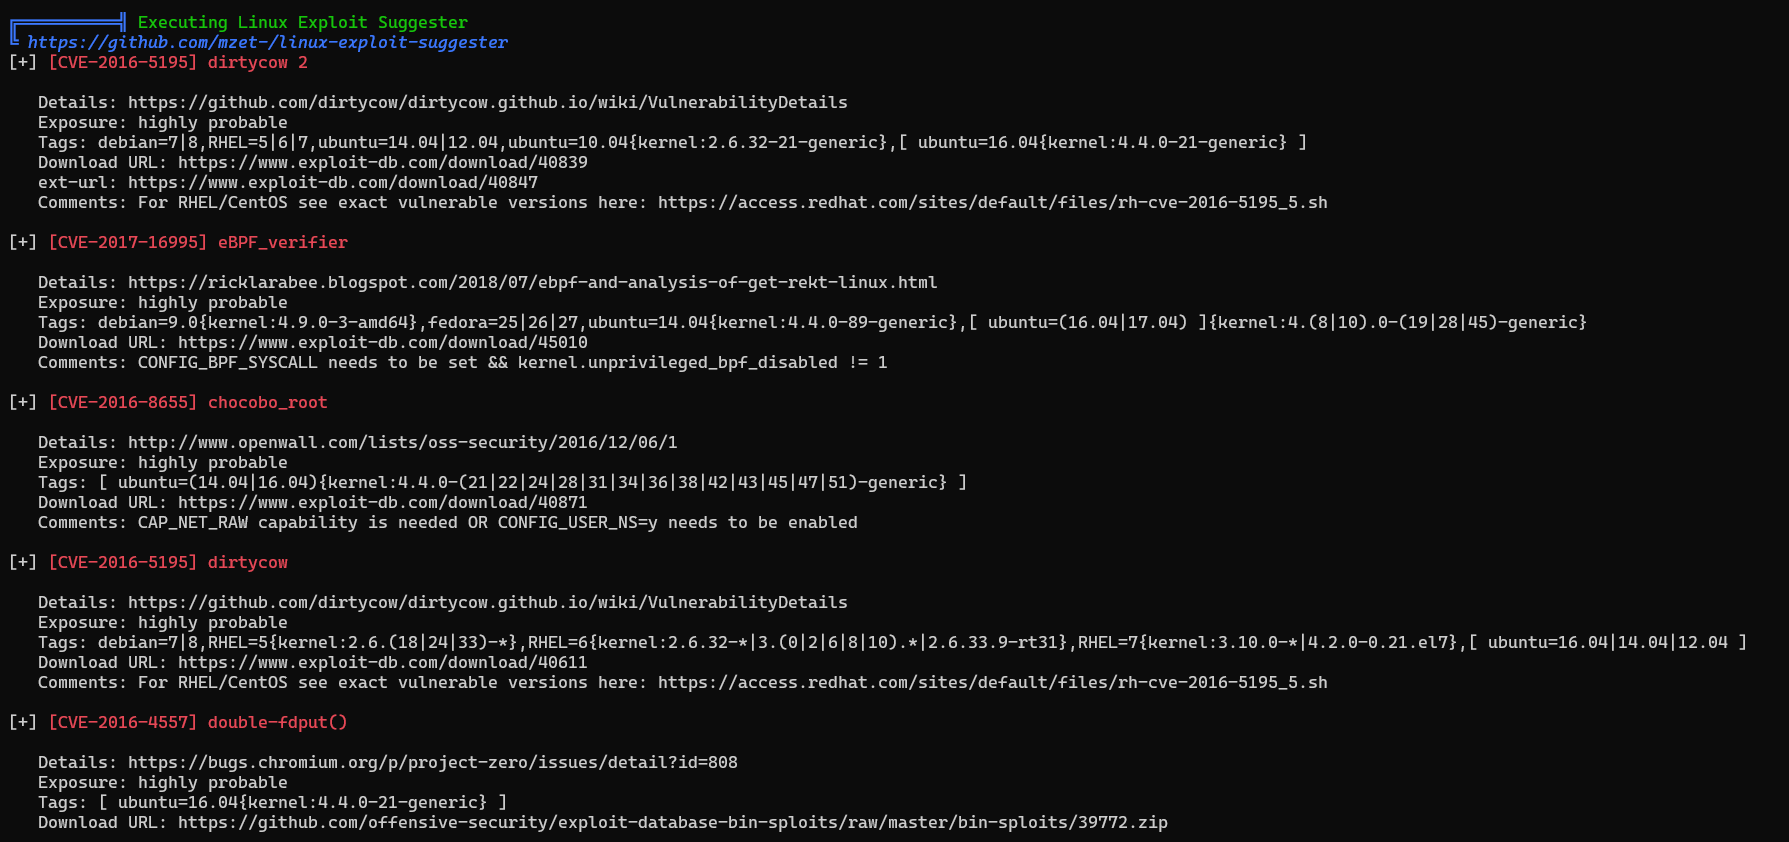 ╔══════════╣ Executing Linux Exploit Suggester
╚ https://github.com/mzet-/linux-exploit-suggester
[+] [CVE-2016-5195] dirtycow 2
Details: https://github.com/dirtycow/dirtycow.github.io/wiki/VulnerabilityDetails
Exposure: highly probable
Tags: debian=7|8,RHEL=5|6|7,ubuntu=14.04|12.04,ubuntu=10.04{kernel:2.6.32-21-generic},[ ubuntu=16.04{kernel:4.4.0-21-generic} ]
Download URL: https://www.exploit-db.com/download/40839
ext-url: https://www.exploit-db.com/download/40847
Comments: For RHEL/CentOS see exact vulnerable versions here: https://access.redhat.com/sites/default/files/rh-cve-2016-5195_5.sh
[+] [CVE-2017-16995] eBPF_verifier
Details: https://ricklarabee.blogspot.com/2018/07/ebpf-and-analysis-of-get-rekt-linux.html
Exposure: highly probable
Tags: debian=9.0{kernel:4.9.0-3-amd64},fedora=25|26|27,ubuntu=14.04{kernel:4.4.0-89-generic},[ ubuntu=(16.04|17.04) ]{kernel:4.(8|10).0-(19|28|45)-generic}
Download URL: https://www.exploit-db.com/download/45010
Comments: CONFIG_BPF_SYSCALL needs to be set && kernel.unprivileged_bpf_disabled != 1
[+] [CVE-2016-8655] chocobo_root
Details: http://www.openwall.com/lists/oss-security/2016/12/06/1
Exposure: highly probable
Tags: [ ubuntu=(14.04|16.04){kernel:4.4.0-(21|22|24|28|31|34|36|38|42|43|45|47|51)-generic} ]
Download URL: https://www.exploit-db.com/download/40871
Comments: CAP_NET_RAW capability is needed OR CONFIG_USER_NS=y needs to be enabled
[+] [CVE-2016-5195] dirtycow
Details: https://github.com/dirtycow/dirtycow.github.io/wiki/VulnerabilityDetails
Exposure: highly probable
Tags: debian=7|8,RHEL=5{kernel:2.6.(18|24|33)-*},RHEL=6{kernel:2.6.32-*|3.(0|2|6|8|10).*|2.6.33.9-rt31},RHEL=7{kernel:3.10.0-*|4.2.0-0.21.el7},[ ubuntu=16.04|14.04|12.04 ]
Download URL: https://www.exploit-db.com/download/40611
Comments: For RHEL/CentOS see exact vulnerable versions here: https://access.redhat.com/sites/default/files/rh-cve-2016-5195_5.sh
[+] [CVE-2016-4557] double-fdput()
Details: https://bugs.chromium.org/p/project-zero/issues/detail?id=808
Exposure: highly probable
Tags: [ ubuntu=16.04{kernel:4.4.0-21-generic} ]
Download URL: https://github.com/offensive-security/exploit-database-bin-sploits/raw/master/bin-sploits/39772.zip